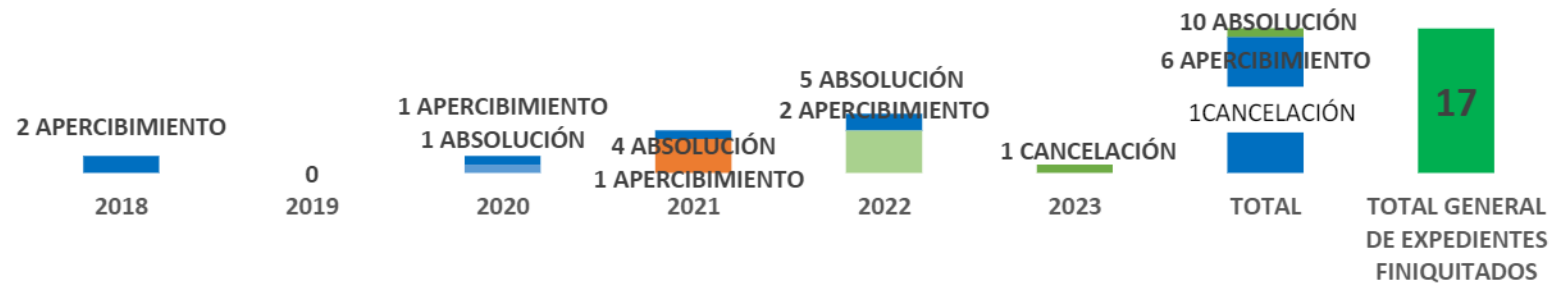 2 APERCIBIMIENTO
0
1 APERCIBIMIENTO
1 ABSOLUCIÓN
4 ABSOLUCIÓN
1 APERCIBIMIENTO
5 ABSOLUCIÓN
2 APERCIBIMIENTO
1 CANCELACIÓN
10 ABSOLUCIÓN
6 APERCIBIMIENTO
1CANCELACIÓN
17
2018
2019
2020
2021
2022
2023
TOTAL
TOTAL GENERAL
DE EXPEDIENTES
FINIQUITADOS